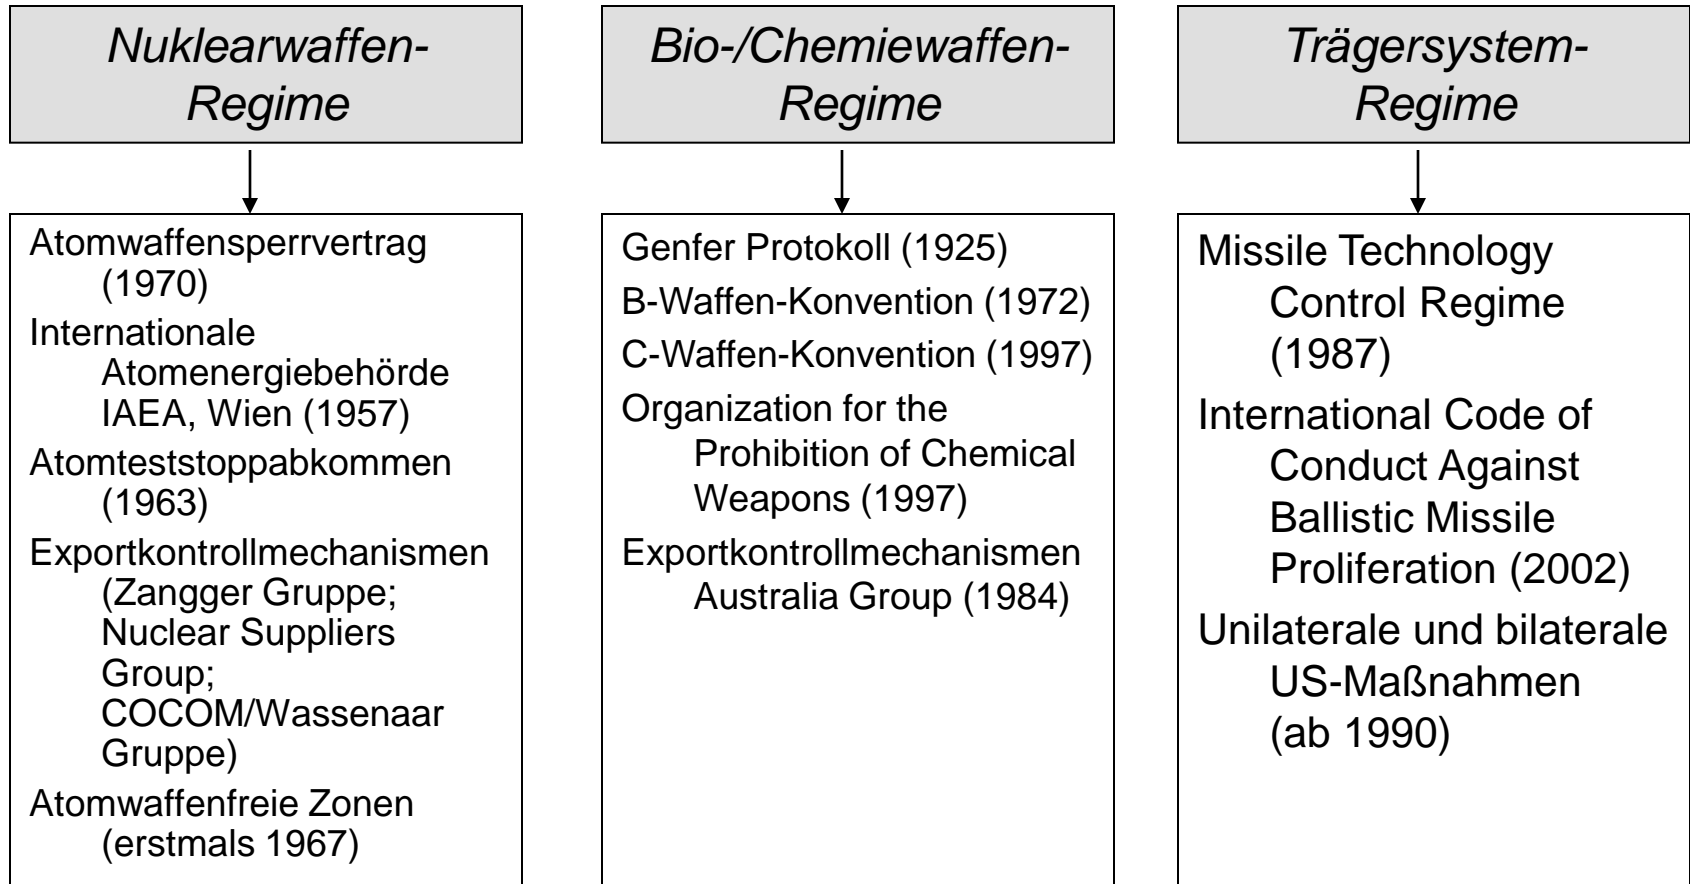 Nuklearwaffen-
Regime
Atomwaffensperrvertrag
(1970)
Internationale
Atomenergiebehörde
IAEA, Wien (1957)
Atomteststoppabkommen
(1963)
Exportkontrollmechanismen
(Zangger Gruppe;
Nuclear Suppliers
Group;
COCOM/Wassenaar
Gruppe)
Atomwaffenfreie Zonen
(erstmals 1967)
Bio-/Chemiewaffen-
Regime
Genfer Protokoll (1925)
B-Waffen-Konvention (1972)
C-Waffen-Konvention (1997)
Organization for the
Prohibition of Chemical
Weapons (1997)
Exportkontrollmechanismen
Australia Group (1984)
Trägersystem-
Regime
Missile Technology
Control Regime
(1987)
International Code of
Conduct Against
Ballistic Missile
Proliferation (2002)
Unilaterale und bilaterale
US-Maßnahmen
(ab 1990)